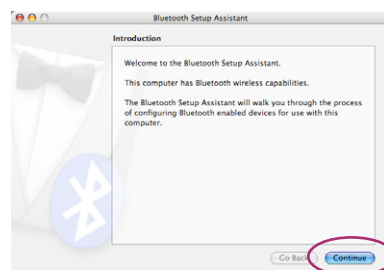 Bluetooth Setup Assistant
Introduction
Welcome to the Bluetooth Setup Assistant.
This computer has Bluetooth wireless capabilities.
The Bluetooth Setup Assistant will walk you through the process
of configuring Bluetooth enabled devices for use with this
computer.
Go Back
Continue